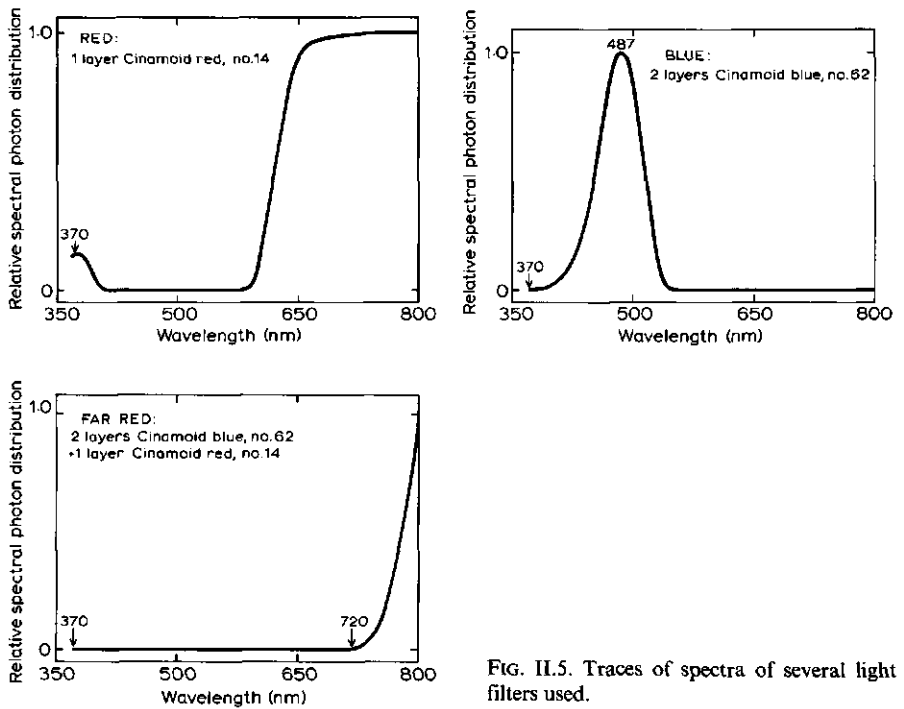 Relative spectral photon distribution
1.0
0
RED:
1 layer Cinamoid red, no.14
370
350
500
650
800
Wavelength (nm)
Relative spectral photon distribution
1.0
0
487
BLUE:
2 layers Cinamoid blue, no.62
370
350
500
650
800
Wavelength (nm)
Relative spectral photon distribution
1.0
0
FAR RED:
2 layers Cinamoid blue, no.62
+1 layer Cinamoid red, no.14
370
720
350
500
650
800
Wavelength (nm)
FIG. II.5. Traces of spectra of several light
filters used.